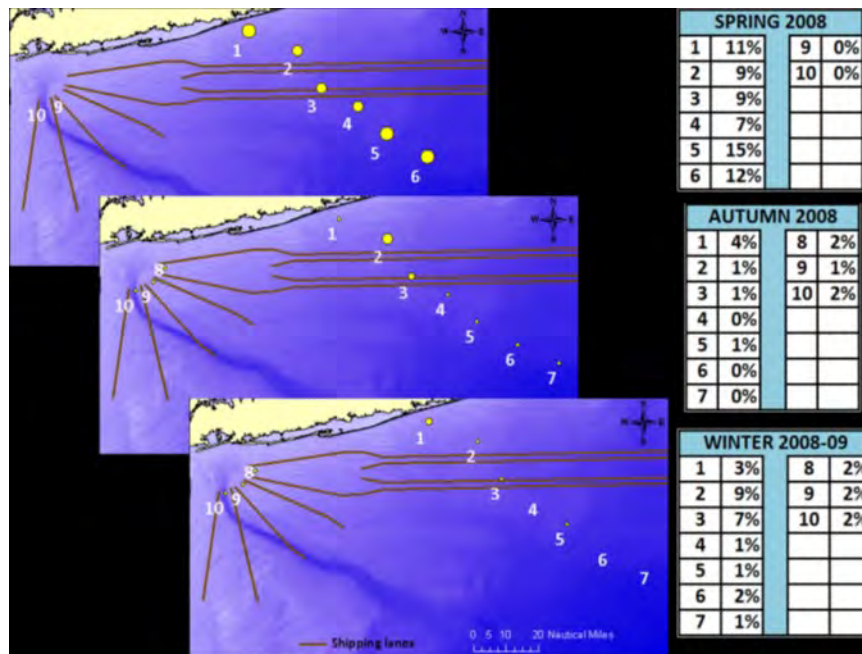 SPRING 2008
1 11% 9 0%
2 9% 10 0%
3 9%
4 7%
5 15%
6 12%
N
W E
S
1
2
3
4
5
6
9
10
AUTUMN 2008
1 4% 8 2%
2 1% 9 1%
3 1% 10 2%
4 0%
5 1%
6 0%
7 0%
N
W E
S
1
2
3
4
5
6
7
8
9
10
WINTER 2008-09
1 3% 8 2%
2 9% 9 2%
3 7% 10 2%
4 1%
5 1%
6 2%
7 1%
N
W E
S
1
2
3
4
5
6
7
8
9
10
Shipping lanes
0 5 10 20 Nautical Miles